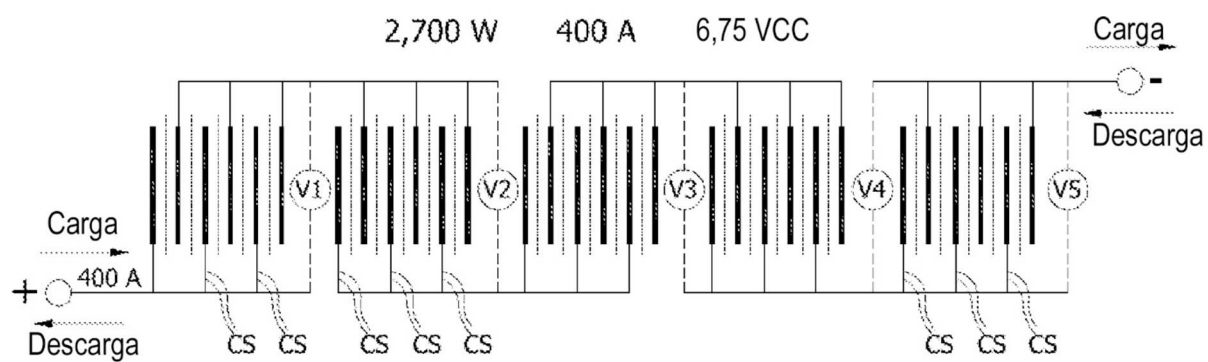 2,700 W 400 A 6,75 VCC
Carga
-
Descarga
V1 V2 V3 V4 V5
Carga
400 A
+
Descarga
CS CS CS CS CS CS CS CS